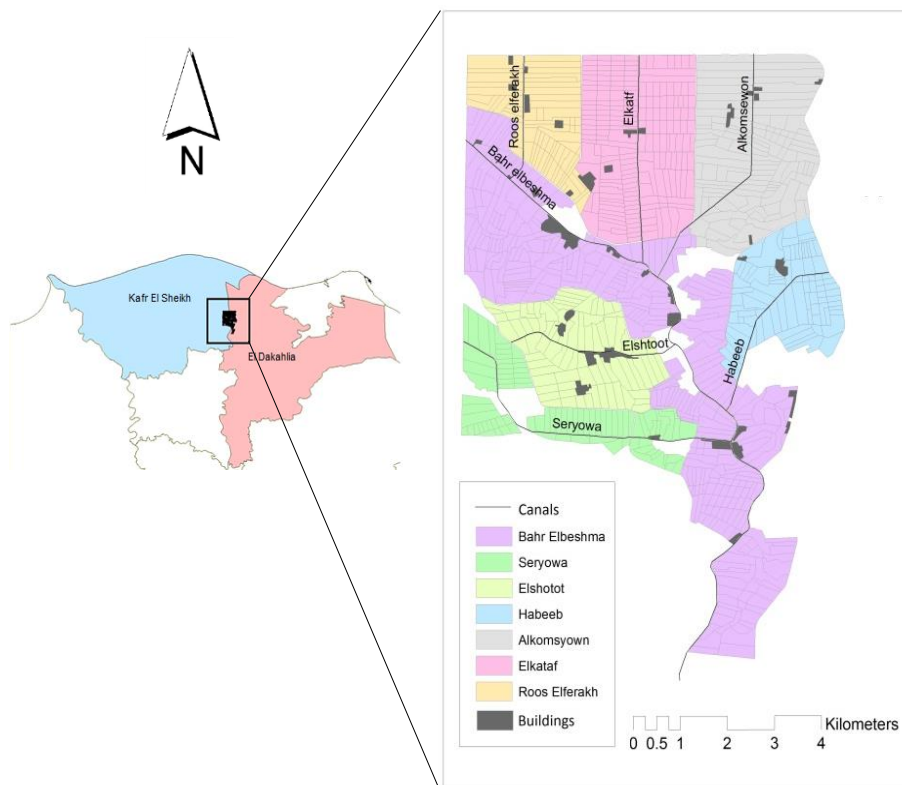 N
Kafr El Sheikh
El Dakahlia
Roos elferakh
Elkatf
Alkomsewon
Bahr elbeshma
Elshtoot
Habeeb
Seryowa
Canals
Bahr Elbeshma
Seryowa
Elshotot
Habeeb
Alkomsyown
Elkataf
Roos Elferakh
Buildings
Kilometers
0 0.5 1 2 3 4